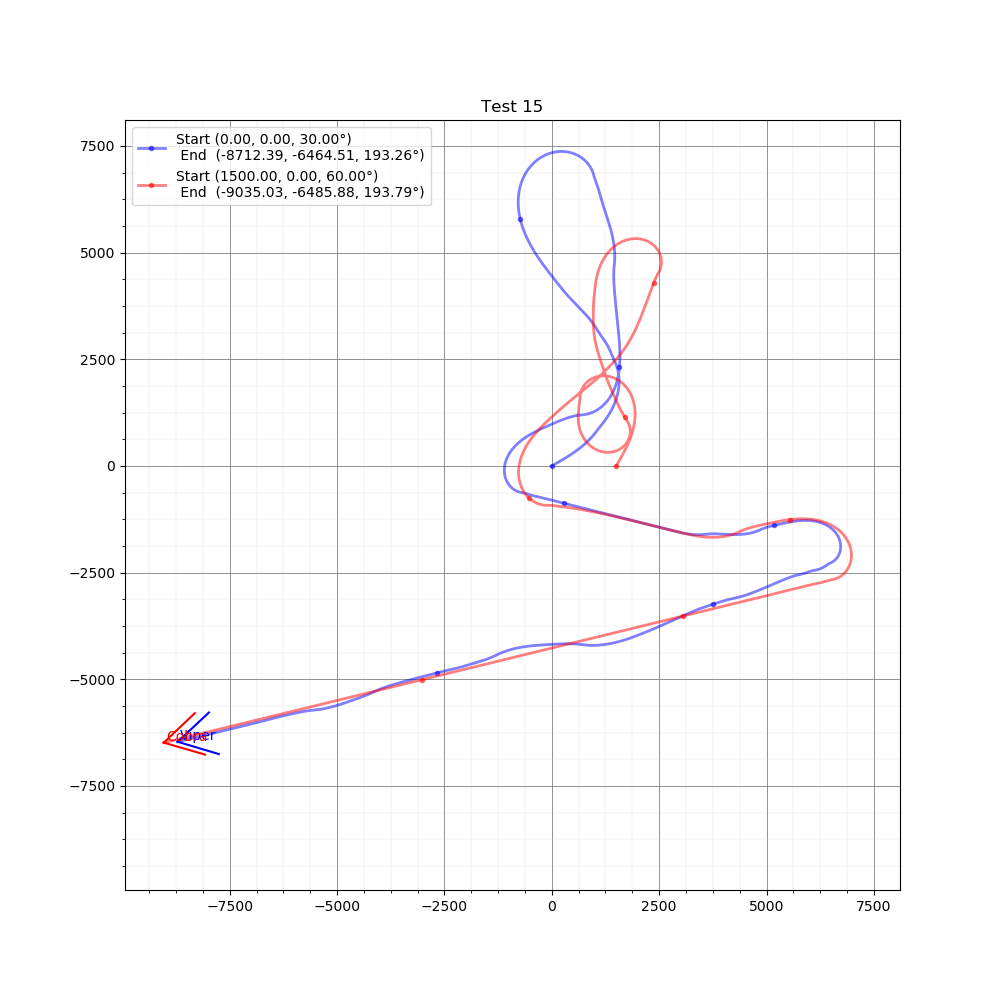 Test 15
Start (0.00, 0.00, 30.00°)
End (-8712.39, -6464.51, 193.26°)
Start (1500.00, 0.00, 60.00°)
End (-9035.03, -6485.88, 193.79°)
7500
5000
2500
0
−2500
−5000
−7500
Viper
−7500 −5000 −2500 0 2500 5000 7500